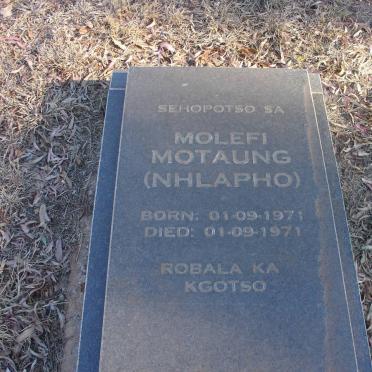 SEHOPOTSO SA
MOLEFI
MOTAUNG
(NHLAPHO)
BORN: 01-09-1971
DIED: 01-09-1971
ROBALA KA
KGOTSO